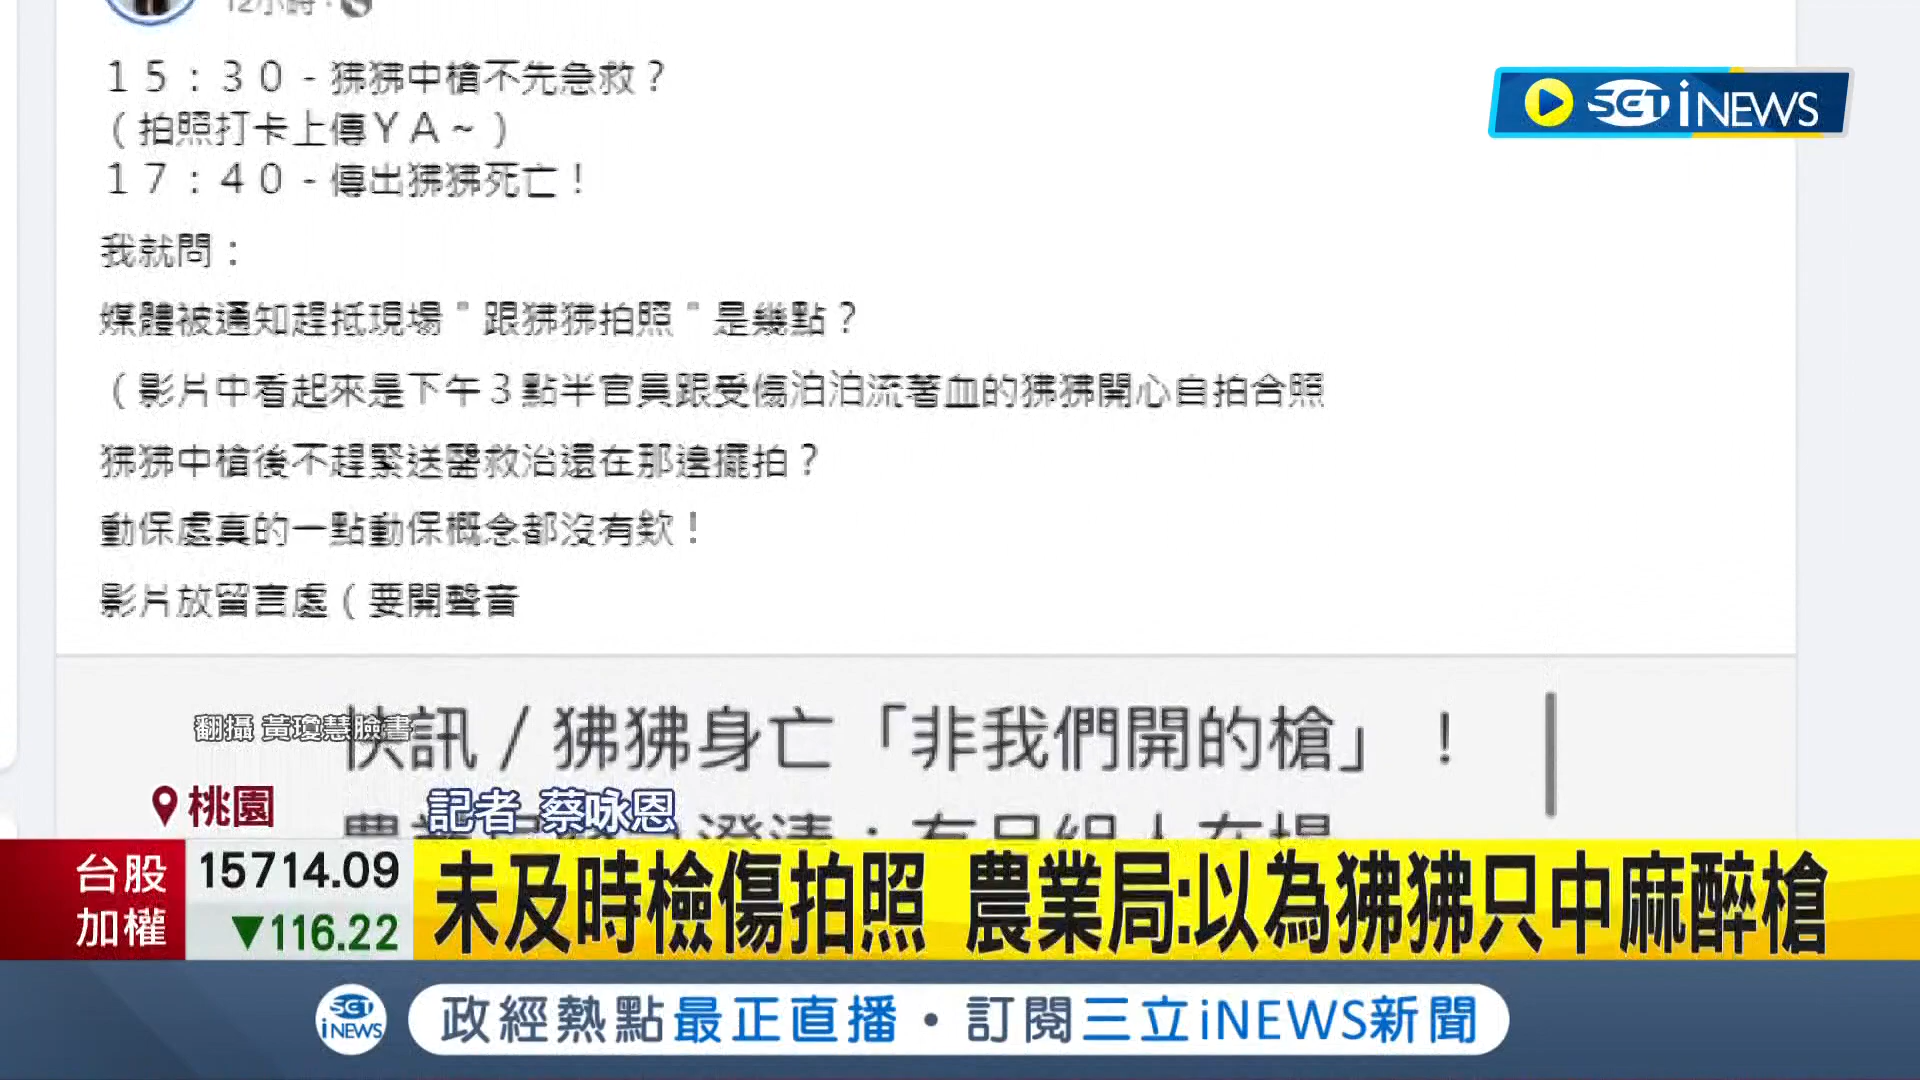 12小時
15:30-狒狒中槍不先急救?
(拍照打卡上傳YA~)
17:40-傳出狒狒死亡!
我就問:
媒體被通知趕抵現場"跟狒狒拍照"是幾點?
(影片中看起來是下午3點半官員跟受傷泊泊流著血的狒狒開心自拍合照
狒狒中槍後不趕緊送醫救治還在那邊擺拍?
動保處真的一點動保概念都沒有欸!
影片放留言處(要開聲音
SET iNEWS
快訊/狒狒身亡「非我們開的槍」!
翻攝 黃瓊慧臉書
桃園
記者 蔡咏恩
台股加權
15714.09
▼116.22
未及時檢傷拍照 農業局:以為狒狒只中麻醉槍
SET iNEWS
政經熱點最正直播·訂閱三立iNEWS新聞